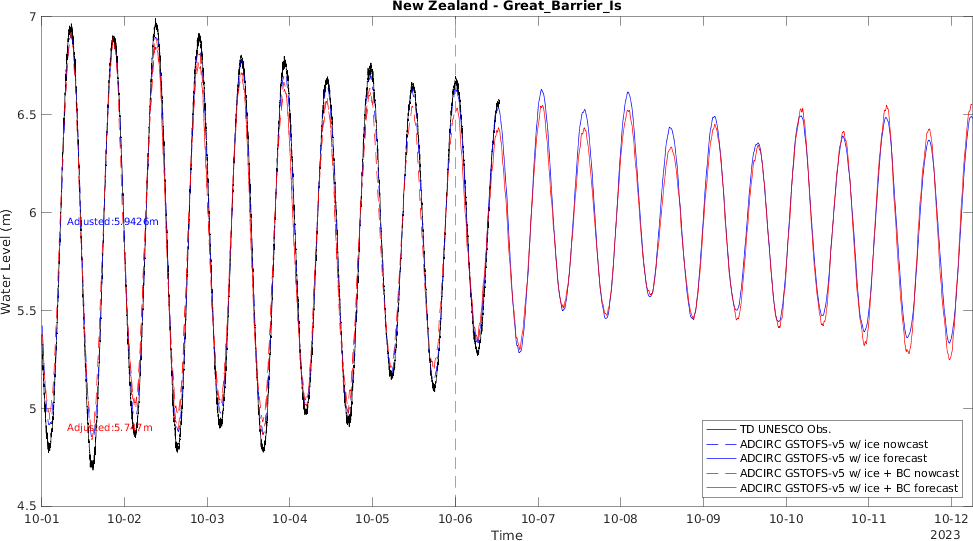 New Zealand - Great_Barrier_Is
Water Level (m)
7
6.5
6
5.5
5
4.5
Adjusted:5.9426m
Adjusted:5.747m
TD UNESCO Obs.
ADCIRC GSTOFS-v5 w/ ice nowcast
ADCIRC GSTOFS-v5 w/ ice forecast
ADCIRC GSTOFS-v5 w/ ice + BC nowcast
ADCIRC GSTOFS-v5 w/ ice + BC forecast
10-01 10-02 10-03 10-04 10-05 10-06 10-07 10-08 10-09 10-10 10-11 10-12
2023
Time